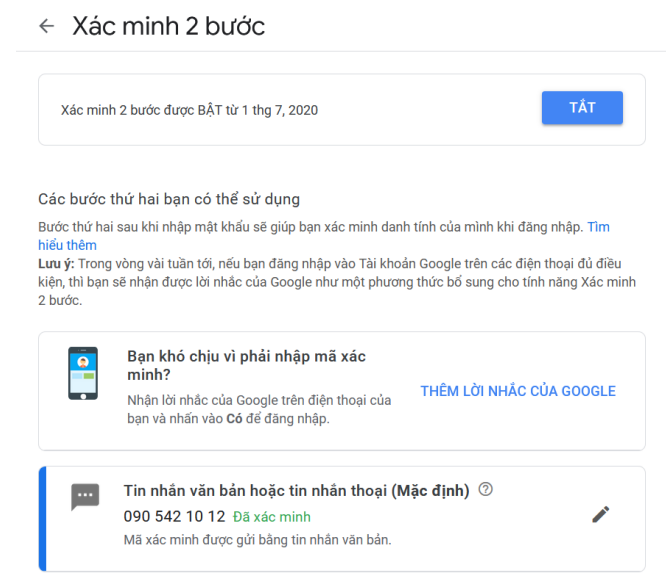 Xác minh 2 bước
Xác minh 2 bước được BẬT từ 1 thg 7, 2020
TẮT
Các bước thứ hai bạn có thể sử dụng
Bước thứ hai sau khi nhập mật khẩu sẽ giúp bạn xác minh danh tính của mình khi đăng nhập. Tìm
hiểu thêm
Lưu ý: Trong vòng vài tuần tới, nếu bạn đăng nhập vào Tài khoản Google trên các điện thoại đủ điều
kiện, thì bạn sẽ nhận được lời nhắc của Google như một phương thức bổ sung cho tính năng Xác minh
2 bước.
Bạn khó chịu vì phải nhập mã xác
minh?
Nhận lời nhắc của Google trên điện thoại của
bạn và nhấn vào Có để đăng nhập.
THÊM LỜI NHẮC CỦA GOOGLE
Tin nhắn văn bản hoặc tin nhắn thoại (Mặc định)
090 542 10 12 Đã xác minh
Mã xác minh được gửi bằng tin nhắn văn bản.